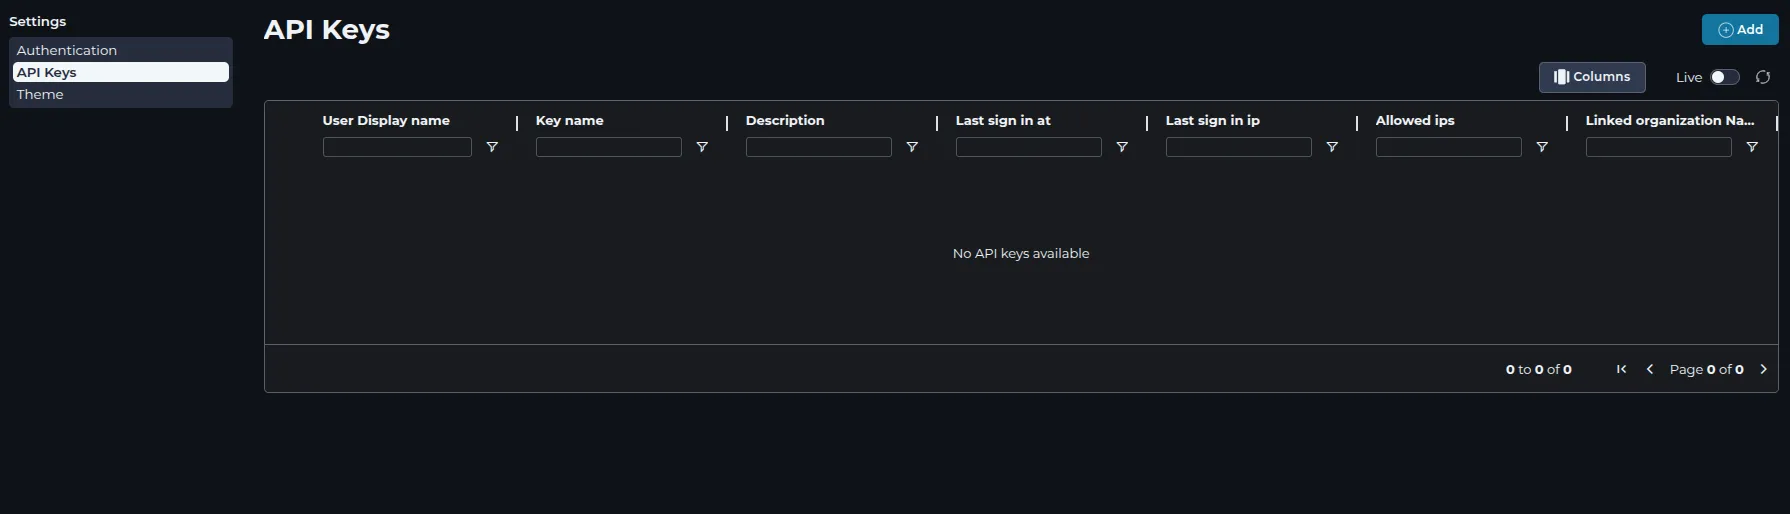 Settings
Authentication
API Keys
Theme
API Keys
Add
Columns
Live
User Display name
Key name
Description
Last sign in at
Last sign in ip
Allowed ips
Linked organization Na...
No API keys available
0 to 0 of 0
Page 0 of 0